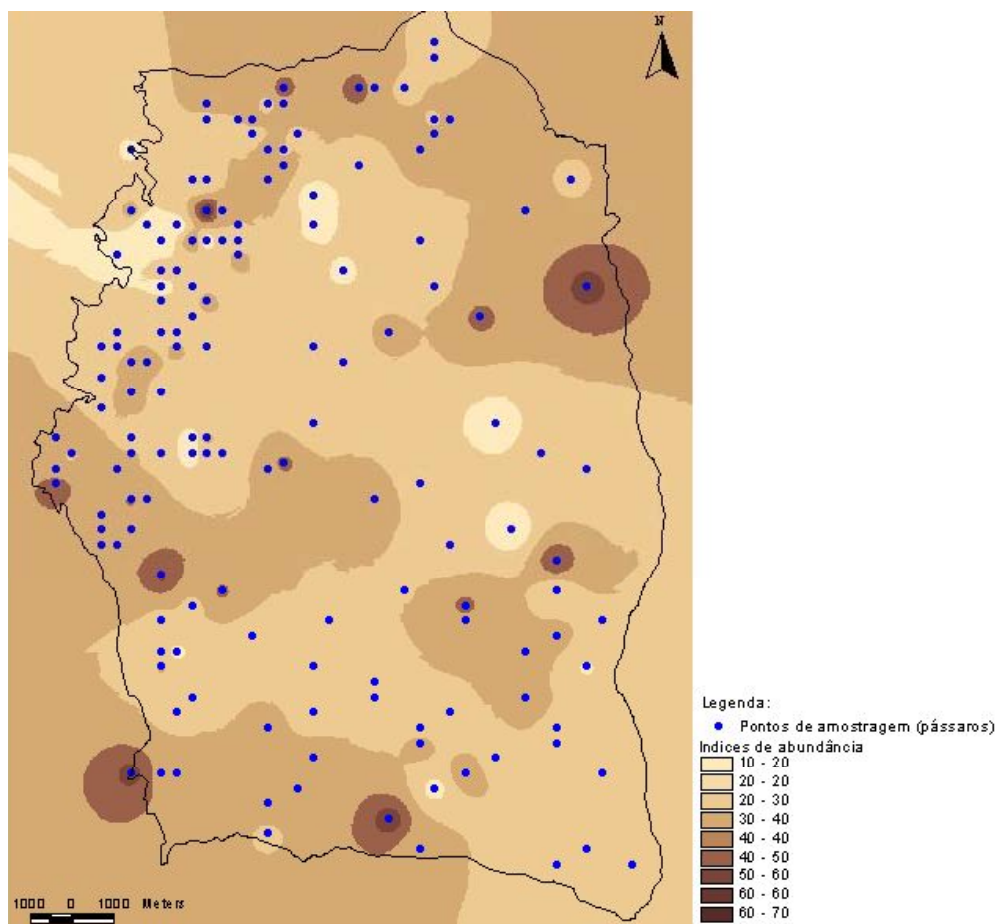 N
1000 0 1000 Meters
Legenda:
Pontos de amostragem (pássaros)
Indices de abundância
10 - 20
20 - 20
20 - 30
30 - 40
40 - 40
40 - 50
50 - 60
60 - 60
60 - 70